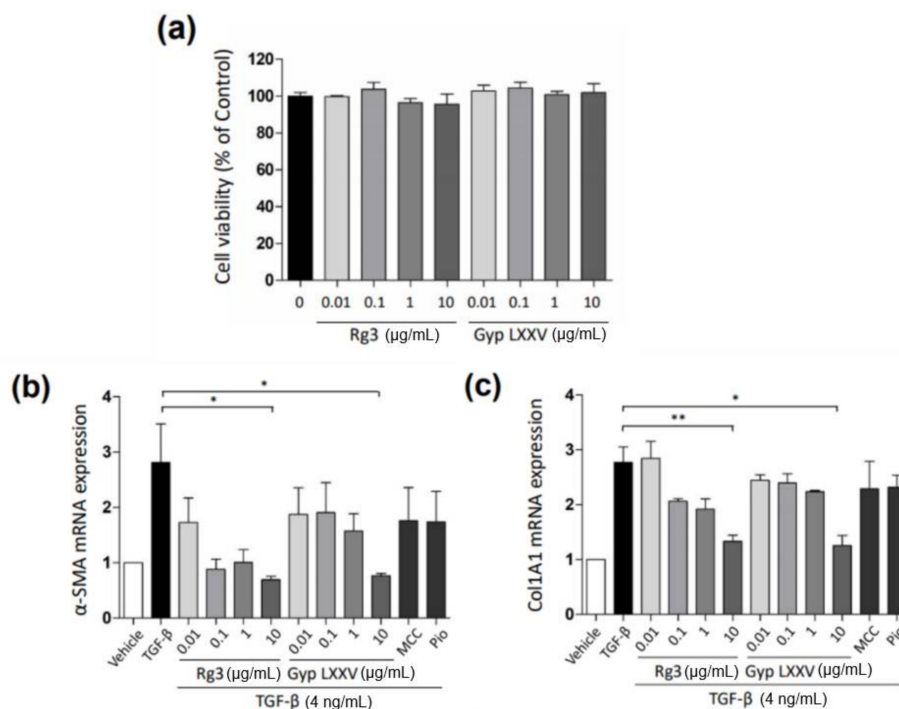 (a)
Cell viability (% of Control)
120
100
80
60
40
20
0
0 0.01 0.1 1 10 0.01 0.1 1 10
Rg3 (µg/mL) Gyp LXXV (µg/mL)
(b)
α-SMA mRNA expression
4
3
2
1
0
* *
Vehicle TGF-β 0.01 0.1 1 10 0.01 0.1 1 10 MCC Pio
Rg3 (µg/mL) Gyp LXXV (µg/mL)
TGF-β (4 ng/mL)
(c)
Col1A1 mRNA expression
4
3
2
1
0
* **
Vehicle TGF-β 0.01 0.1 1 10 0.01 0.1 1 10 MCC Pio
Rg3 (µg/mL) Gyp LXXV (µg/mL)
TGF-β (4 ng/mL)